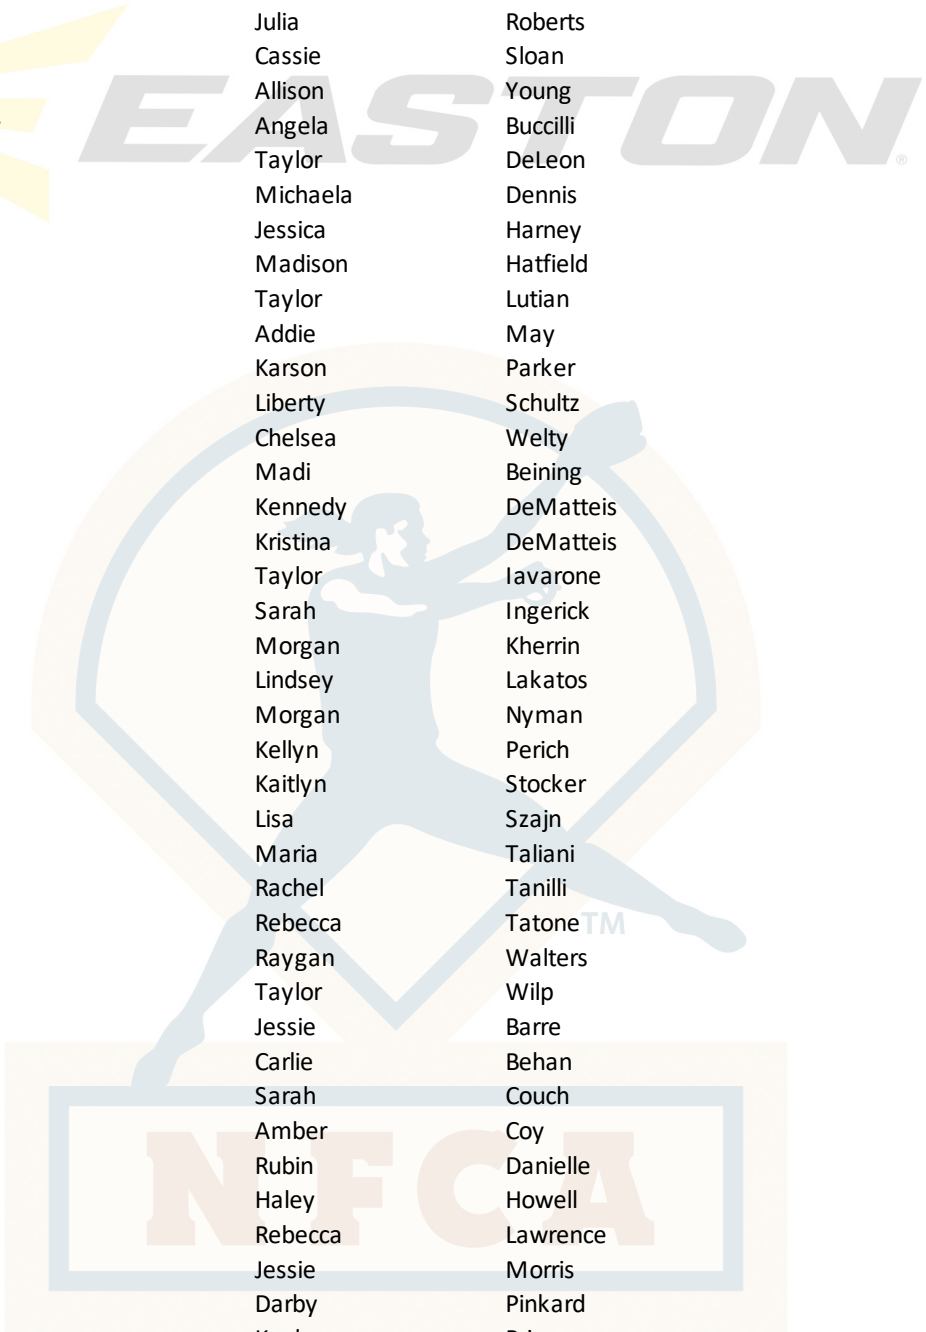 Julia Roberts
Cassie Sloan
EASTON®
Allison Young
Angela Buccilli
Taylor DeLeon
Michaela Dennis
Jessica Harney
Madison Hatfield
Taylor Lutian
Addie May
Karson Parker
Liberty Schultz
Chelsea Welty
Madi Beining
Kennedy DeMatteis
Kristina DeMatteis
Taylor Iavarone
Sarah Ingerick
Morgan Kherrin
Lindsey Lakatos
Morgan Nyman
Kellyn Perich
Kaitlyn Stocker
Lisa Szajn
Maria Taliani
Rachel Tanilli
Rebecca Tatone TM
Raygan Walters
Taylor Wilp
Jessie Barre
Carlie Behan
Sarah Couch
Amber Coy
Rubin Danielle
NFCA
Haley Howell
Rebecca Lawrence
Jessie Morris
Darby Pinkard